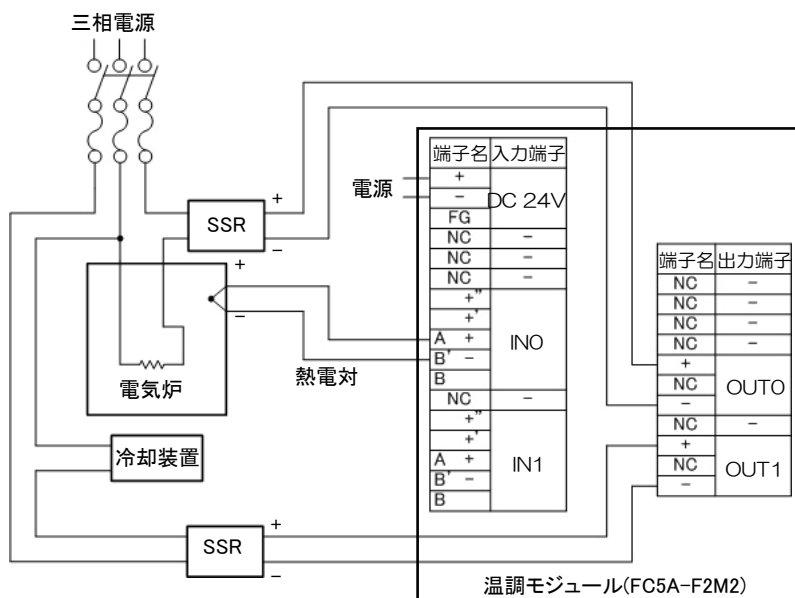 三相電源
端子名 入力端子
電源
+
DC 24V
-
FG
NC -
NC -
NC -
+"
+'
A +
IN0
B' -
B
NC -
+"
+'
A +
IN1
B' -
B
端子名 出力端子
NC -
NC -
NC -
NC -
+
NC
OUT0
-
NC -
+
NC
OUT1
-
SSR
+
-
+
-
熱電対
電気炉
冷却装置
SSR
+
-
温調モジュール(FC5A-F2M2)